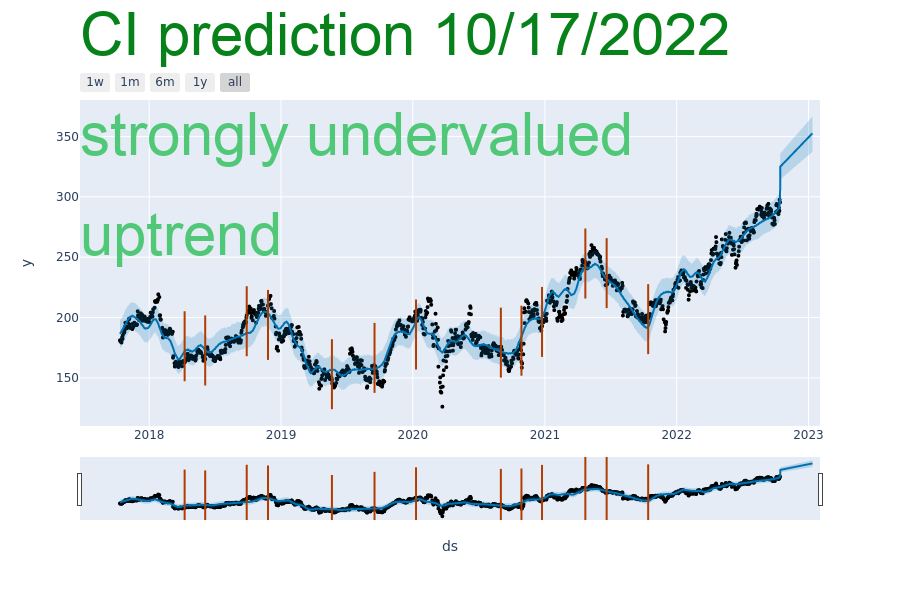 CI prediction 10/17/2022
1w 1m 6m 1y all
strongly undervalued
uptrend
350
300
250
200
150
y
2018 2019 2020 2021 2022 2023
ds